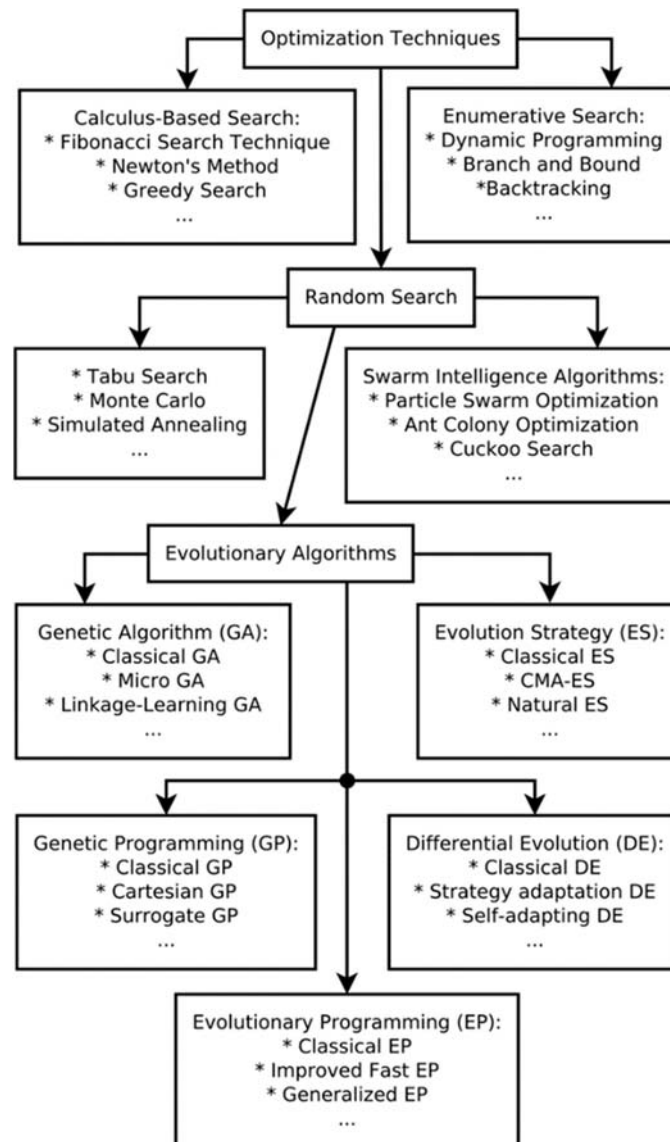 Optimization Techniques
Calculus-Based Search:
* Fibonacci Search Technique
* Newton's Method
* Greedy Search
...
Enumerative Search:
* Dynamic Programming
* Branch and Bound
*Backtracking
...
Random Search
* Tabu Search
* Monte Carlo
* Simulated Annealing
...
Swarm Intelligence Algorithms:
* Particle Swarm Optimization
* Ant Colony Optimization
* Cuckoo Search
...
Evolutionary Algorithms
Genetic Algorithm (GA):
* Classical GA
* Micro GA
* Linkage-Learning GA
...
Evolution Strategy (ES):
* Classical ES
* CMA-ES
* Natural ES
...
Genetic Programming (GP):
* Classical GP
* Cartesian GP
* Surrogate GP
...
Differential Evolution (DE):
* Classical DE
* Strategy adaptation DE
* Self-adapting DE
...
Evolutionary Programming (EP):
* Classical EP
* Improved Fast EP
* Generalized EP
...